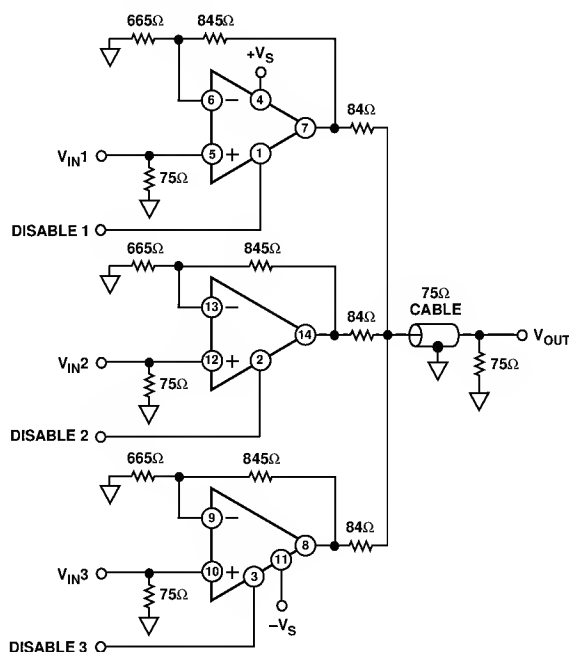 665Ω 845Ω
+VS
6 − 4
7 84Ω
VIN1 5 + 1
75Ω
DISABLE 1
665Ω 845Ω
75Ω
CABLE
13 −
14 84Ω
VOUT
VIN2 12 + 2
75Ω 75Ω
DISABLE 2
665Ω 845Ω
9 −
8 84Ω
11
VIN3 10 + 3
75Ω
−VS
DISABLE 3